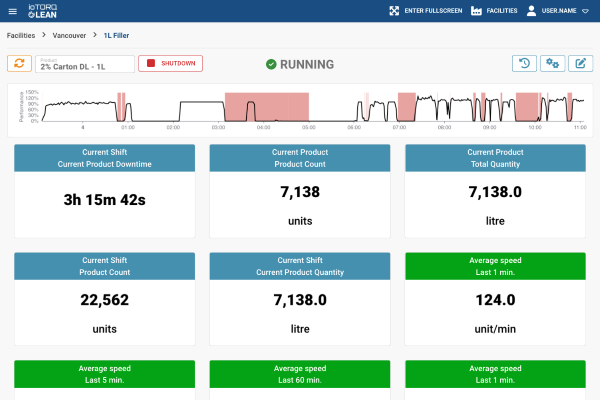 ioTORQ
LEAN
ENTER FULLSCREEN
FACILITIES
USER.NAME
Facilities > Vancouver > 1L Filler
Product
2% Carton DL - 1L
SHUTDOWN
RUNNING
Performance
150%
120%
90%
60%
30%
0%
01:00 02:00 03:00 04:00 05:00 06:00 07:00 08:00 09:00 10:00 11:00
Current Shift
Current Product Downtime
3h 15m 42s
Current Product
Product Count
7,138
units
Current Product
Total Quantity
7,138.0
litre
Current Shift
Product Count
22,562
units
Current Shift
Current Product Quantity
7,138.0
litre
Average speed
Last 1 min.
124.0
unit/min
Average speed
Last 5 min.
Average speed
Last 60 min.
Average speed
Last 1 min.